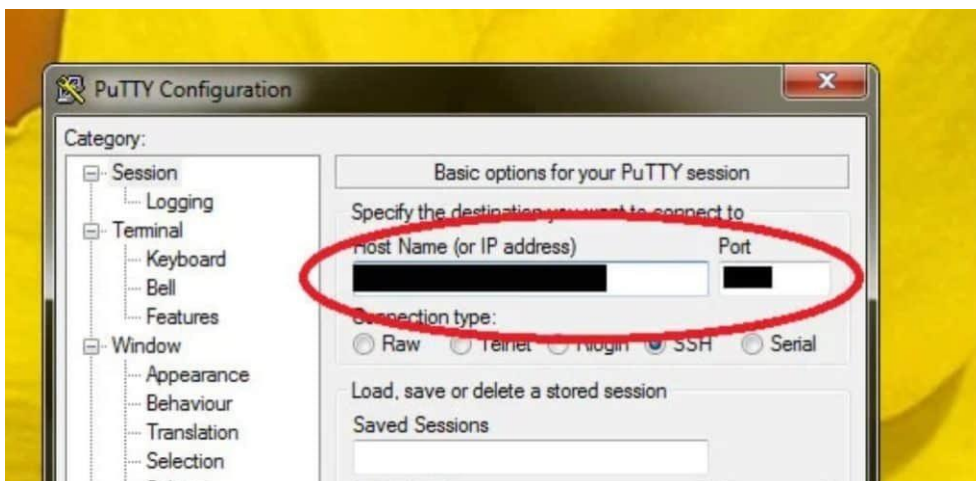 PuTTY Configuration
X
Category:
Session
Logging
Terminal
Keyboard
Bell
Features
Window
Appearance
Behaviour
Translation
Selection
Basic options for your PuTTY session
Specify the destination you want to connect to
Host Name (or IP address) Port
Connection type:
Raw Telnet Rlogin SSH Serial
Load, save or delete a stored session
Saved Sessions